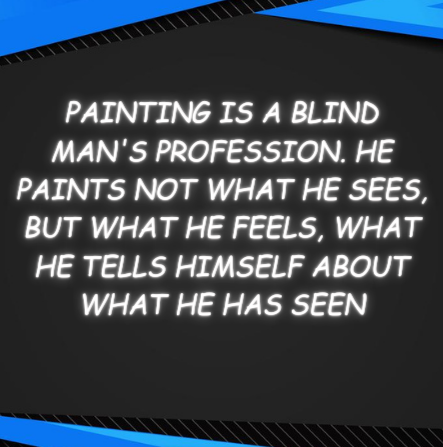 PAINTING IS A BLIND
MAN'S PROFESSION. HE
PAINTS NOT WHAT HE SEES,
BUT WHAT HE FEELS, WHAT
HE TELLS HIMSELF ABOUT
WHAT HE HAS SEEN